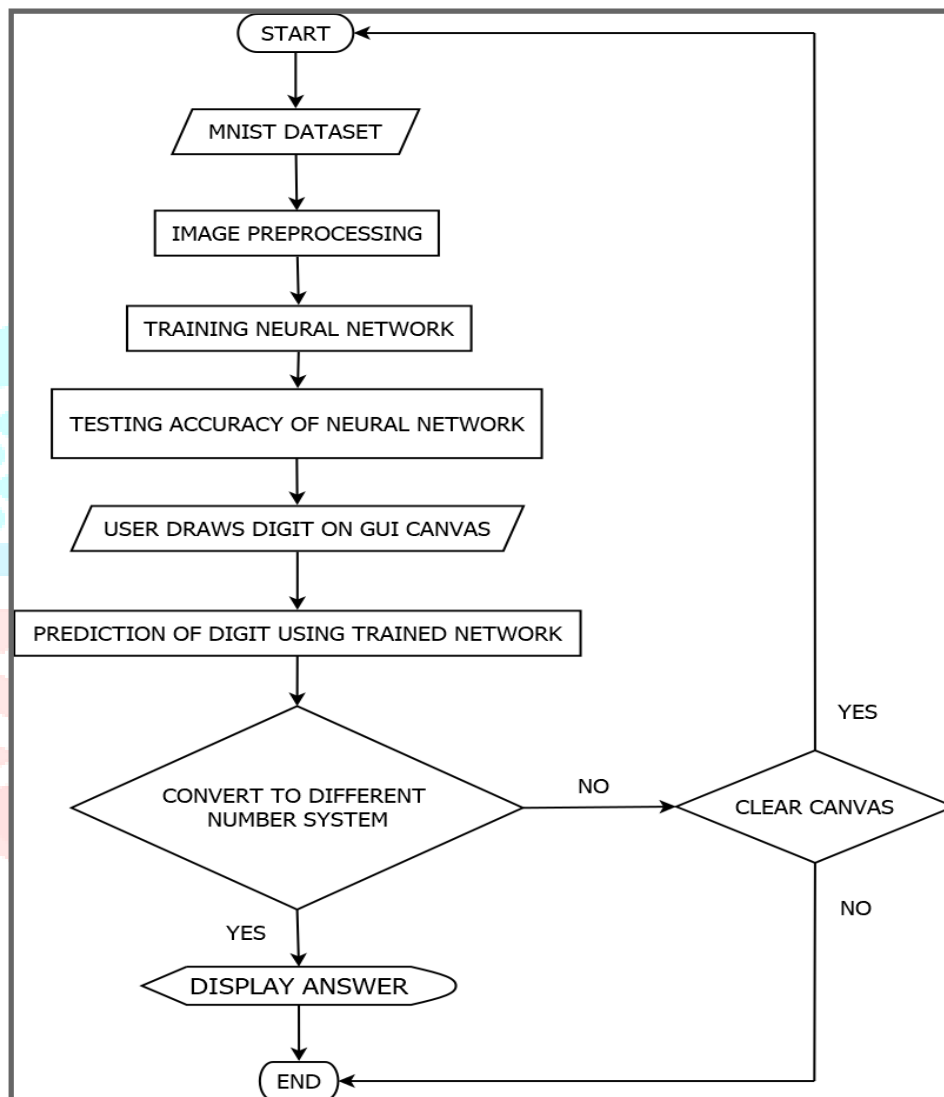 START
MNIST DATASET
IMAGE PREPROCESSING
TRAINING NEURAL NETWORK
TESTING ACCURACY OF NEURAL NETWORK
USER DRAWS DIGIT ON GUI CANVAS
PREDICTION OF DIGIT USING TRAINED NETWORK
CONVERT TO DIFFERENT
NUMBER SYSTEM
NO
CLEAR CANVAS
YES
NO
YES
DISPLAY ANSWER
END